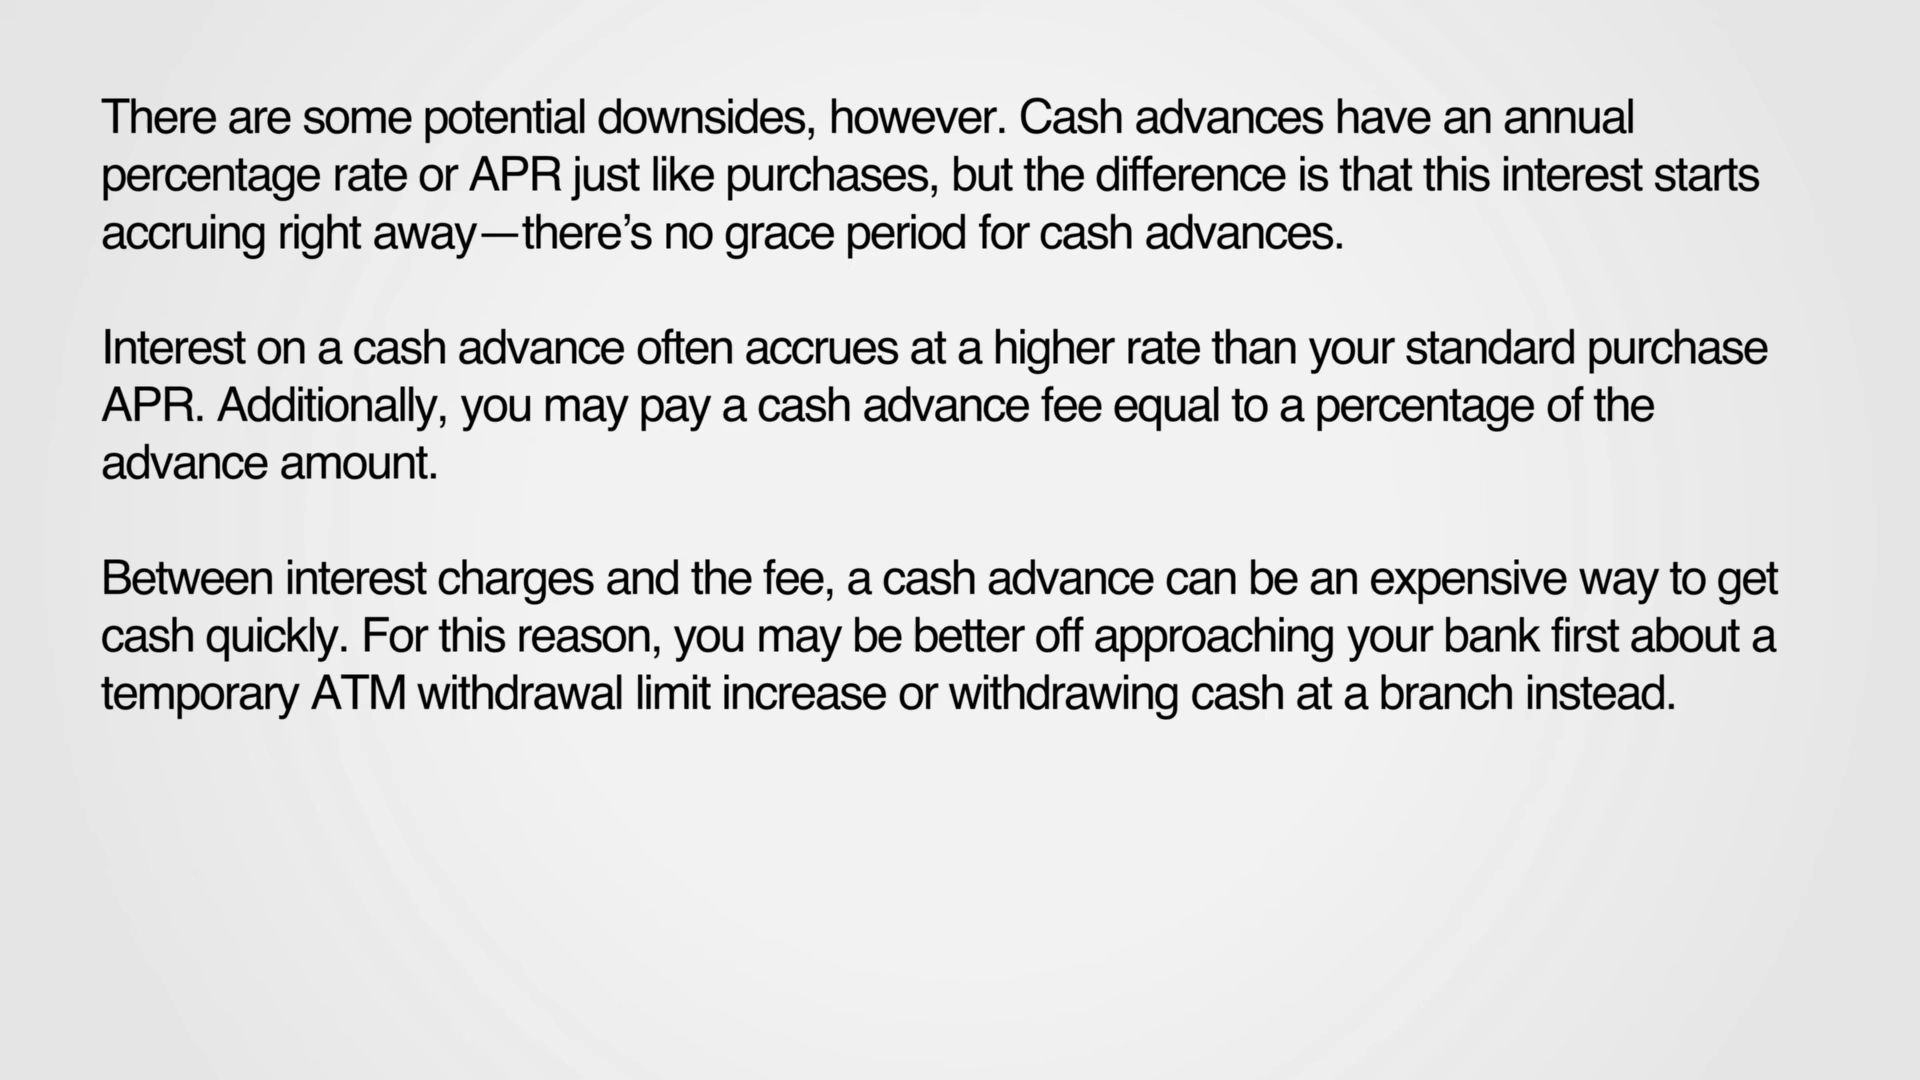 There are some potential downsides, however. Cash advances have an annual
percentage rate or APR just like purchases, but the difference is that this interest starts
accruing right away—there’s no grace period for cash advances.
Interest on a cash advance often accrues at a higher rate than your standard purchase
APR. Additionally, you may pay a cash advance fee equal to a percentage of the
advance amount.
Between interest charges and the fee, a cash advance can be an expensive way to get
cash quickly. For this reason, you may be better off approaching your bank first about a
temporary ATM withdrawal limit increase or withdrawing cash at a branch instead.